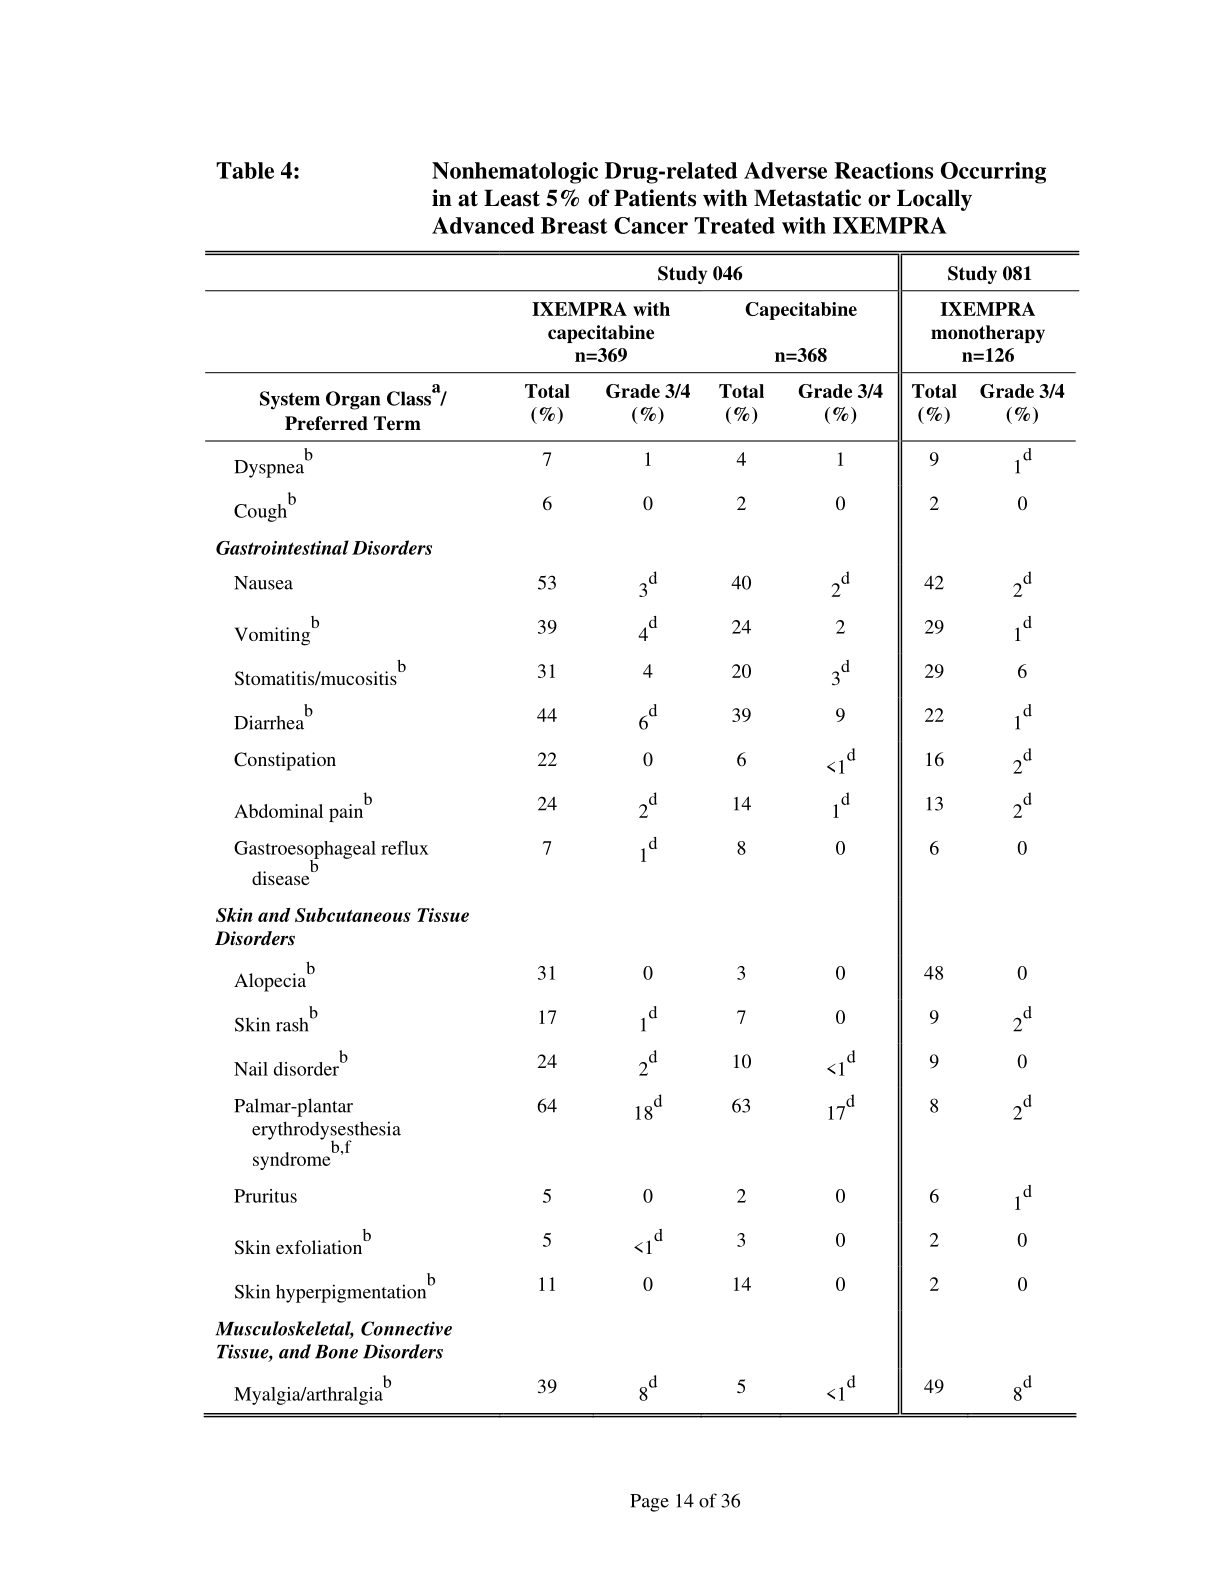 Table 4: Nonhematologic Drug-related Adverse Reactions Occurring
in at Least 5% of Patients with Metastatic or Locally
Advanced Breast Cancer Treated with IXEMPRA
Study 046 Study 081
IXEMPRA with Capecitabine IXEMPRA
capecitabine monotherapy
n=369 n=368 n=126
System Organ Class^a/ Total Grade 3/4 Total Grade 3/4 Total Grade 3/4
Preferred Term (%) (%) (%) (%) (%) (%)
Dyspnea^b 7 1 4 1 9 1^d
Cough^b 6 0 2 0 2 0
Gastrointestinal Disorders
Nausea 53 3^d 40 2^d 42 2^d
Vomiting^b 39 4^d 24 2 29 1^d
Stomatitis/mucositis^b 31 4 20 3^d 29 6
Diarrhea^b 44 6^d 39 9 22 1^d
Constipation 22 0 6 <1^d 16 2^d
Abdominal pain^b 24 2^d 14 1^d 13 2^d
Gastroesophageal reflux 7 1^d 8 0 6 0
disease^b
Skin and Subcutaneous Tissue
Disorders
Alopecia^b 31 0 3 0 48 0
Skin rash^b 17 1^d 7 0 9 2^d
Nail disorder^b 24 2^d 10 <1^d 9 0
Palmar-plantar 64 18^d 63 17^d 8 2^d
erythrodysesthesia
syndrome^b,f
Pruritus 5 0 2 0 6 1^d
Skin exfoliation^b 5 <1^d 3 0 2 0
Skin hyperpigmentation^b 11 0 14 0 2 0
Musculoskeletal, Connective
Tissue, and Bone Disorders
Myalgia/arthralgia^b 39 8^d 5 <1^d 49 8^d
Page 14 of 36